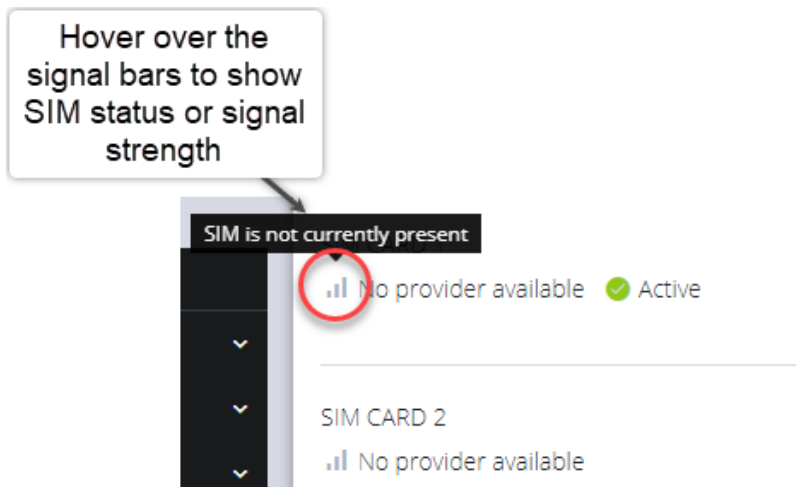 Hover over the
signal bars to show
SIM status or signal
strength
SIM is not currently present
No provider available Active
SIM CARD 2
No provider available